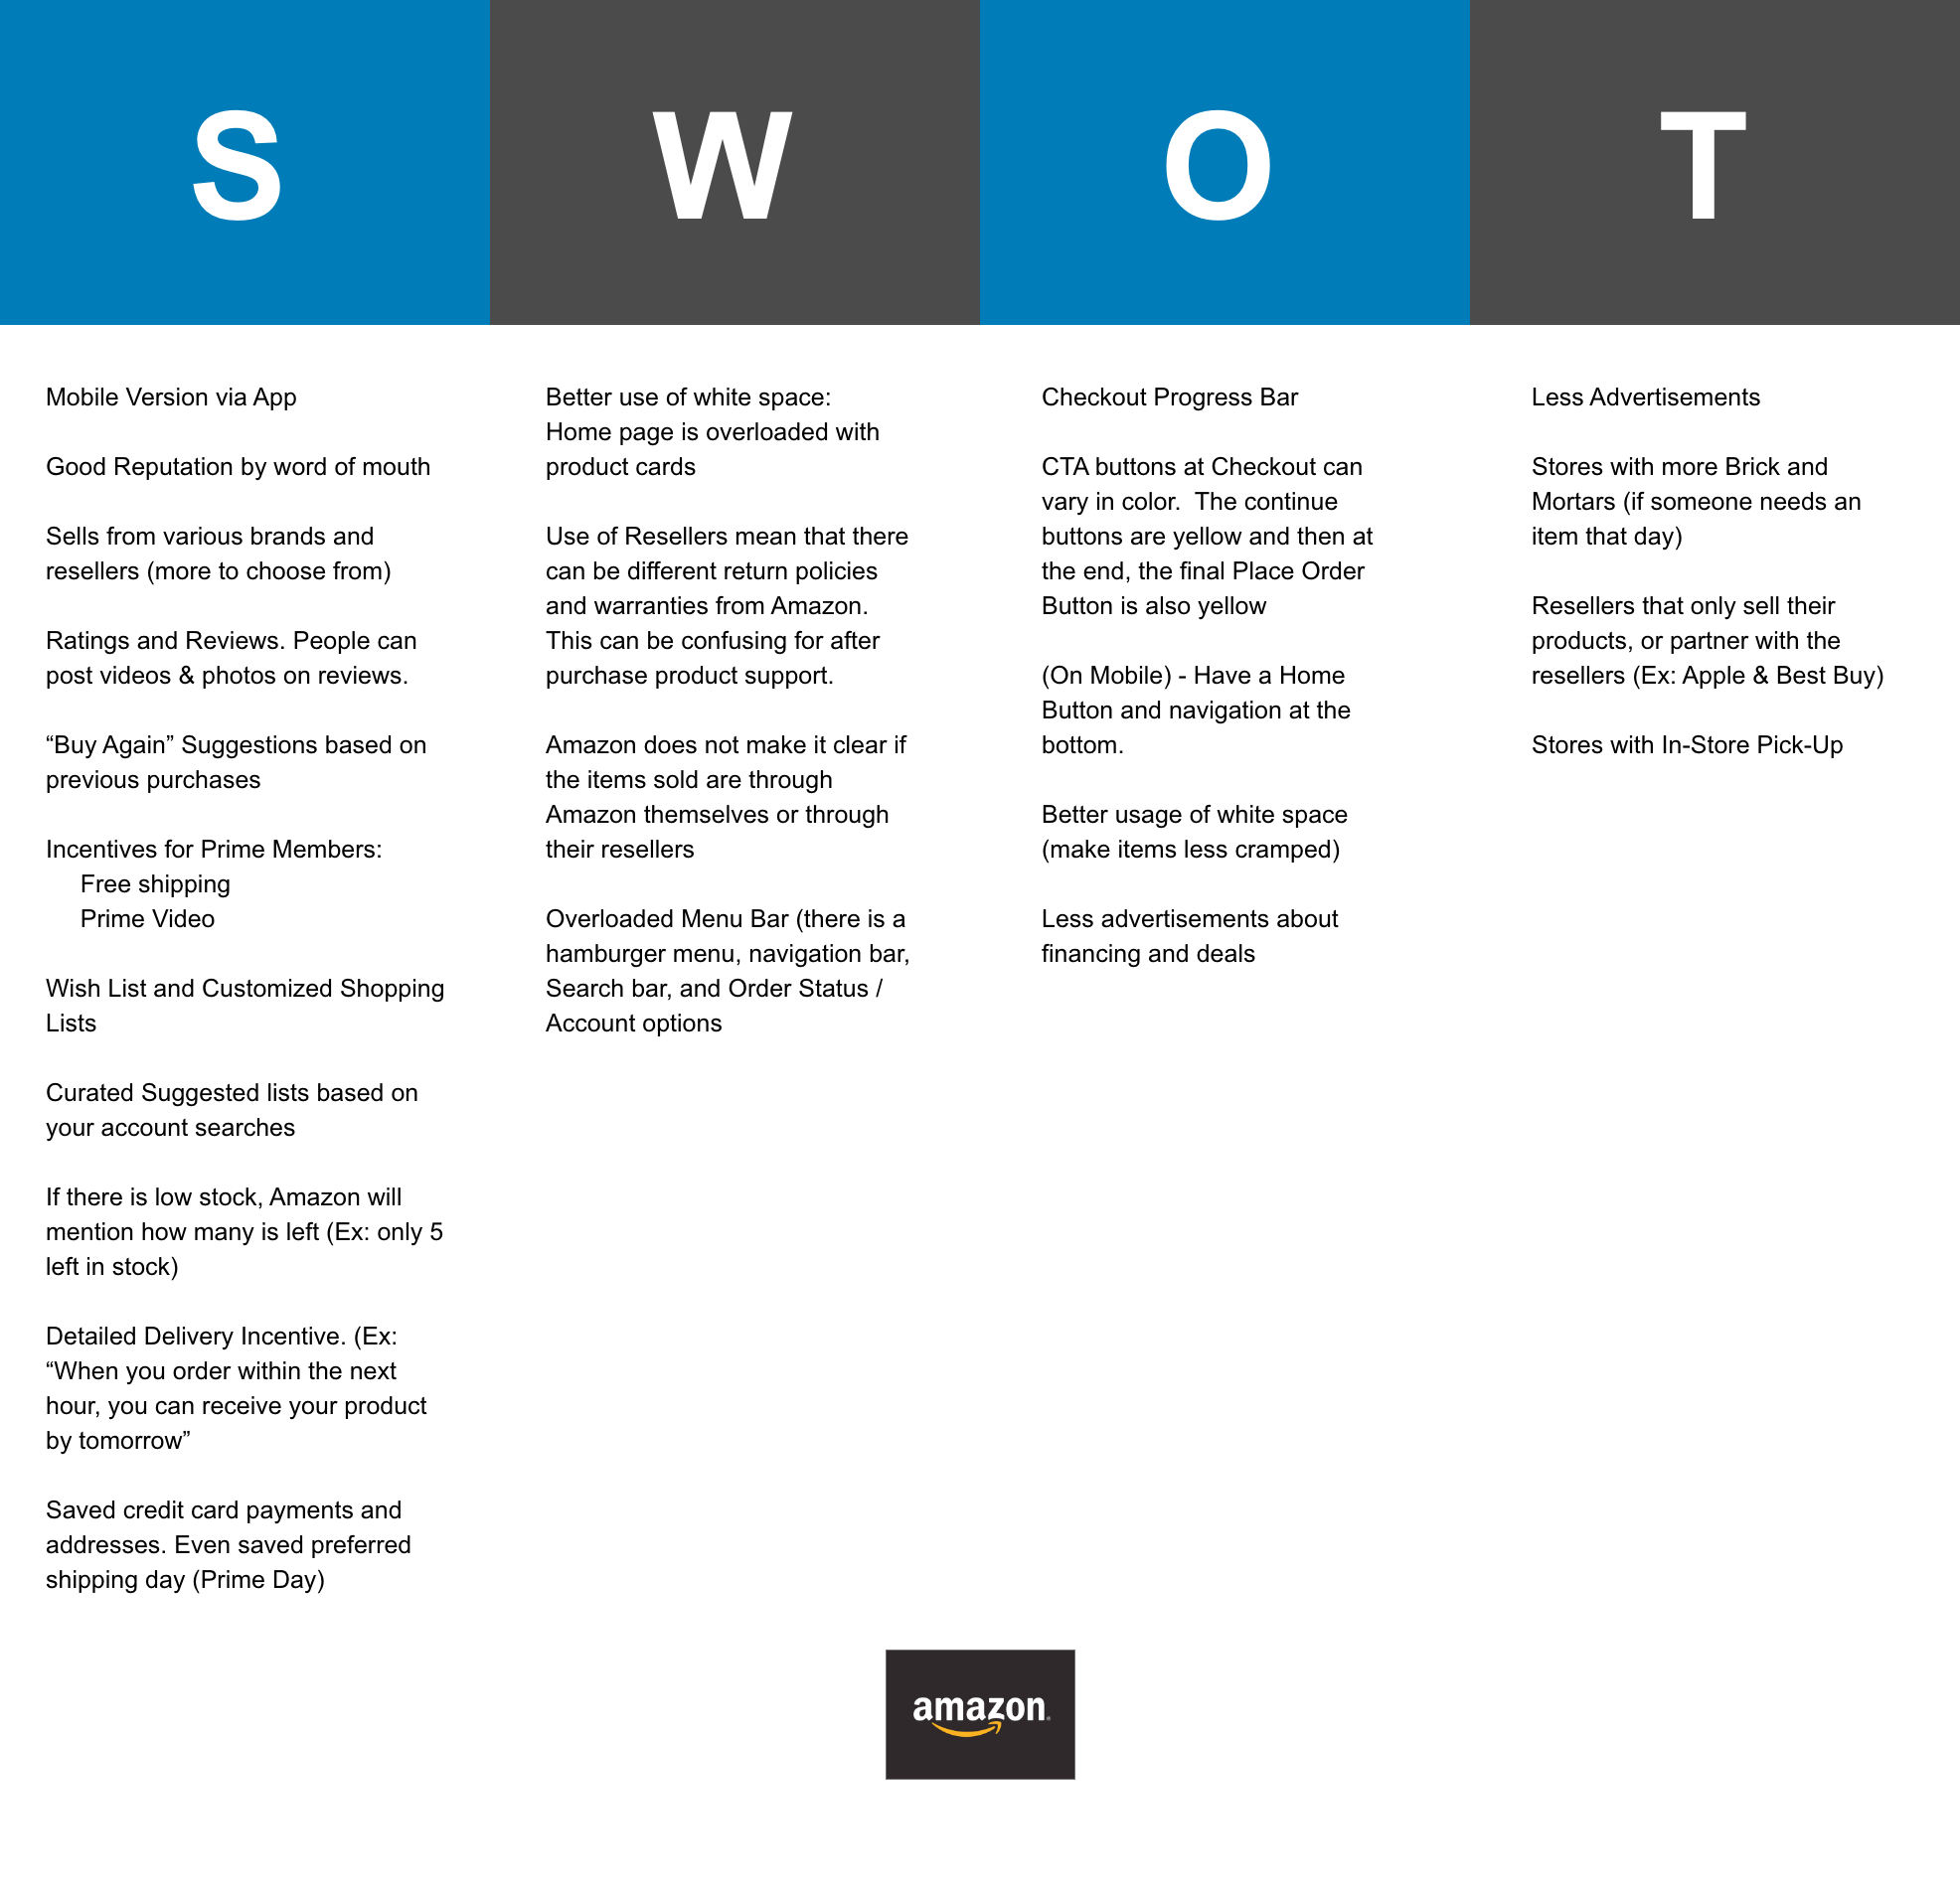 S
W
O
T
Mobile Version via App
Good Reputation by word of mouth
Sells from various brands and
resellers (more to choose from)
Ratings and Reviews. People can
post videos & photos on reviews.
“Buy Again” Suggestions based on
previous purchases
Incentives for Prime Members:
Free shipping
Prime Video
Wish List and Customized Shopping
Lists
Curated Suggested lists based on
your account searches
If there is low stock, Amazon will
mention how many is left (Ex: only 5
left in stock)
Detailed Delivery Incentive. (Ex:
“When you order within the next
hour, you can receive your product
by tomorrow”
Saved credit card payments and
addresses. Even saved preferred
shipping day (Prime Day)
Better use of white space:
Home page is overloaded with
product cards
Use of Resellers mean that there
can be different return policies
and warranties from Amazon.
This can be confusing for after
purchase product support.
Amazon does not make it clear if
the items sold are through
Amazon themselves or through
their resellers
Overloaded Menu Bar (there is a
hamburger menu, navigation bar,
Search bar, and Order Status /
Account options
Checkout Progress Bar
CTA buttons at Checkout can
vary in color.  The continue
buttons are yellow and then at
the end, the final Place Order
Button is also yellow
(On Mobile) - Have a Home
Button and navigation at the
bottom.
Better usage of white space
(make items less cramped)
Less advertisements about
financing and deals
Less Advertisements
Stores with more Brick and
Mortars (if someone needs an
item that day)
Resellers that only sell their
products, or partner with the
resellers (Ex: Apple & Best Buy)
Stores with In-Store Pick-Up
amazon